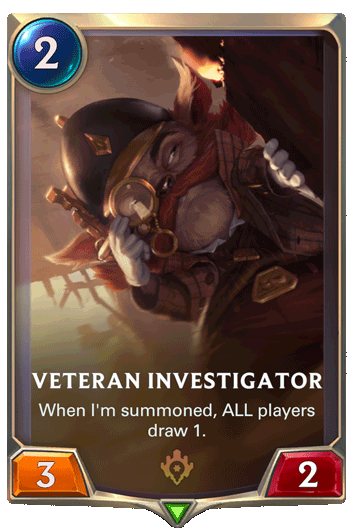 2
VETERAN INVESTIGATOR
When I'm summoned, ALL players
draw 1.
3
2